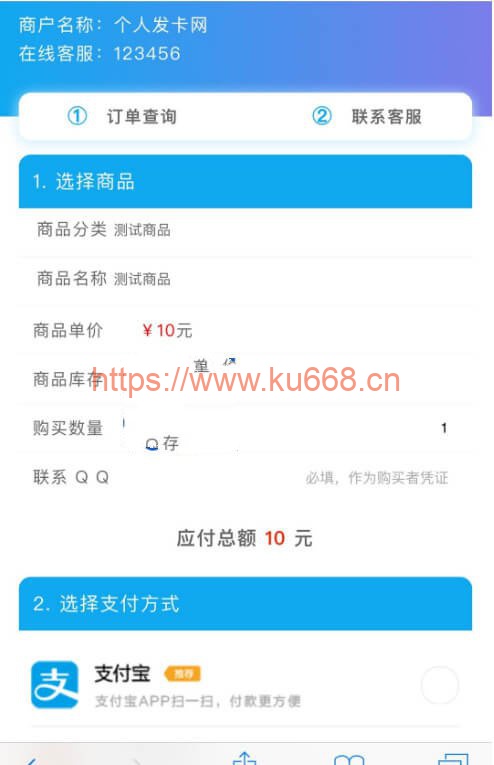 商户名称：个人发卡网
在线客服：123456
① 订单查询 ② 联系客服
1. 选择商品
商品分类 测试商品
商品名称 测试商品
商品单价 ￥10元
商品库存
https://www.ku668.cn
购买数量 1
存
联系ＱＱ 必填，作为购买者凭证
应付总额 10 元
2. 选择支付方式
支 支付宝 推荐
支付宝APP扫一扫，付款更方便